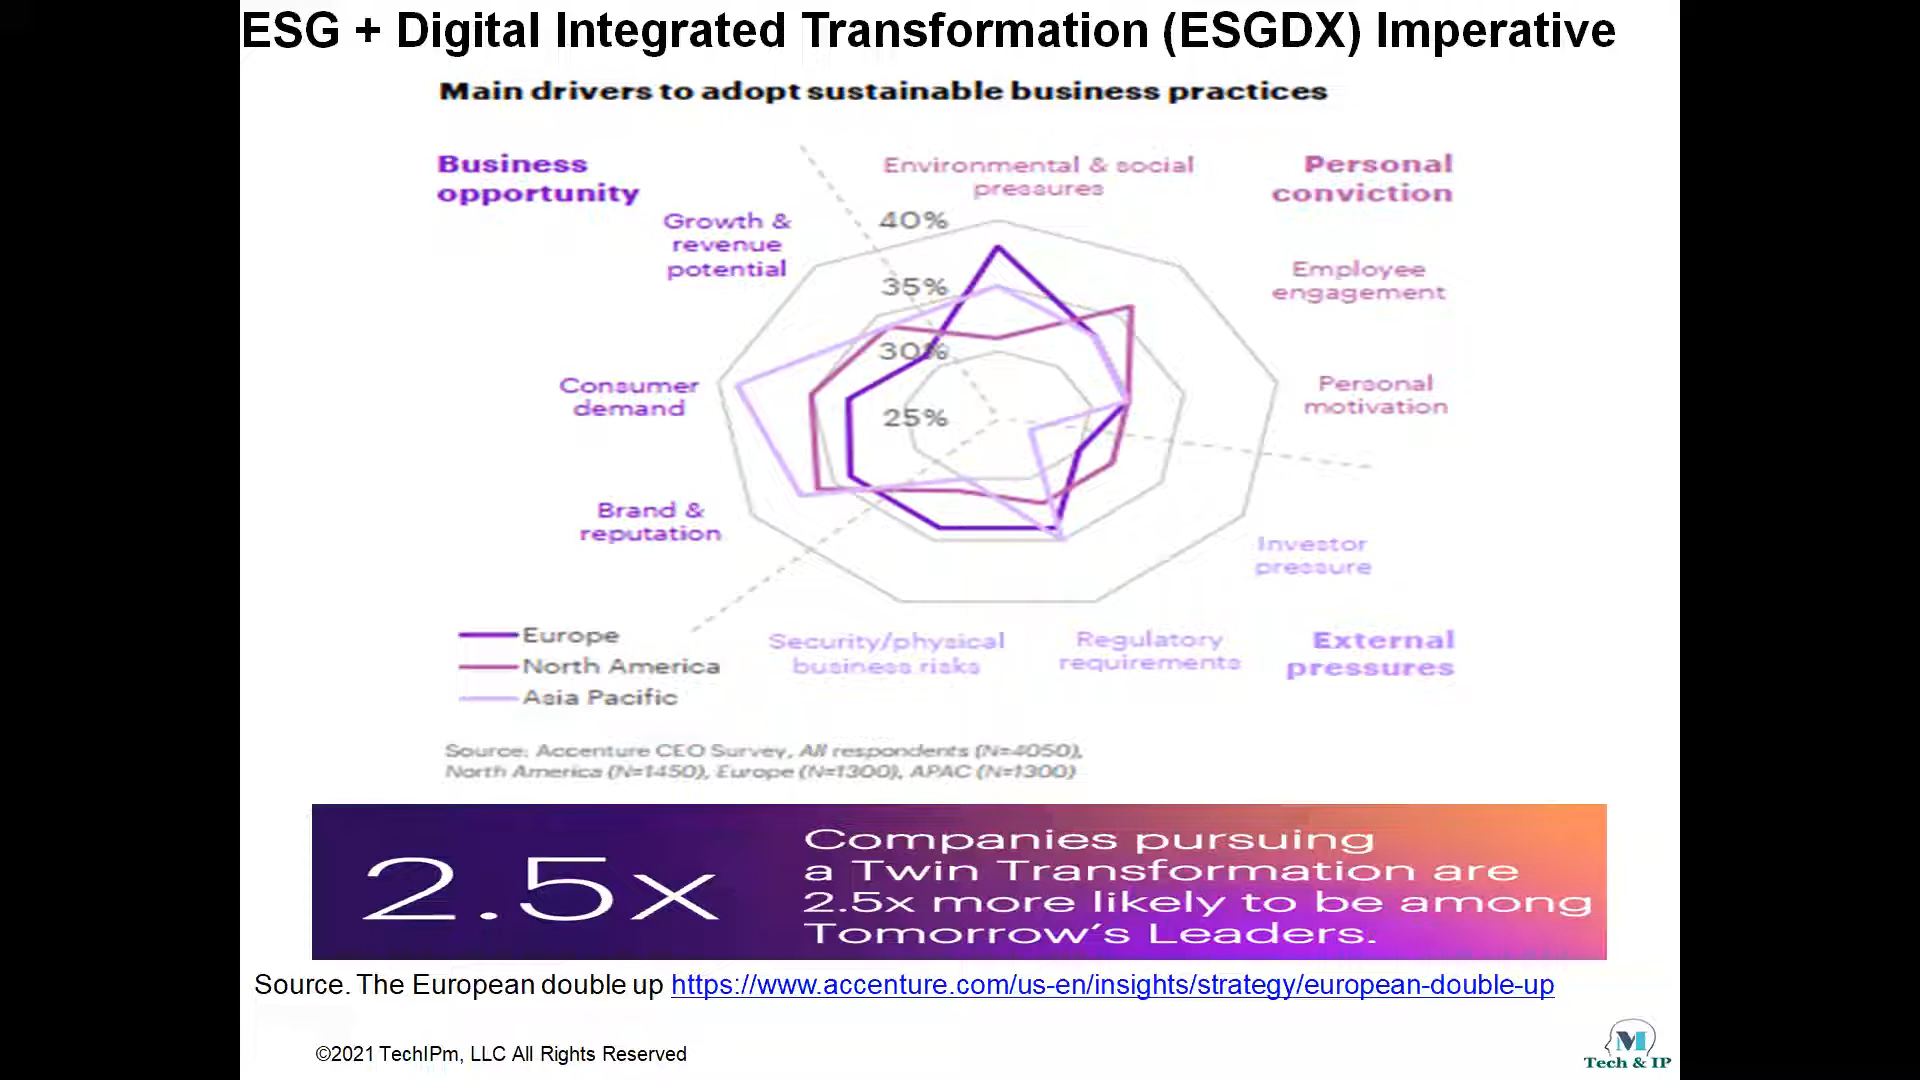 ESG + Digital Integrated Transformation (ESGDX) Imperative
Main drivers to adopt sustainable business practices
Business
opportunity
Environmental & social
pressures
Personal
conviction
Growth &
revenue
potential
40%
Employee
engagement
35%
30%
Consumer
demand
25%
Personal
motivation
Brand &
reputation
Investor
pressure
Europe
North America
Asia Pacific
Security/physical
business risks
Regulatory
requirements
External
pressures
Source: Accenture CEO Survey, All respondents (N=4050),
North America (N=1450), Europe (N=1300), APAC (N=1300)
2.5x
Companies pursuing
a Twin Transformation are
2.5x more likely to be among
Tomorrow's Leaders.
Source. The European double up https://www.accenture.com/us-en/insights/strategy/european-double-up
©2021 TechIPm, LLC All Rights Reserved
M
Tech & IP